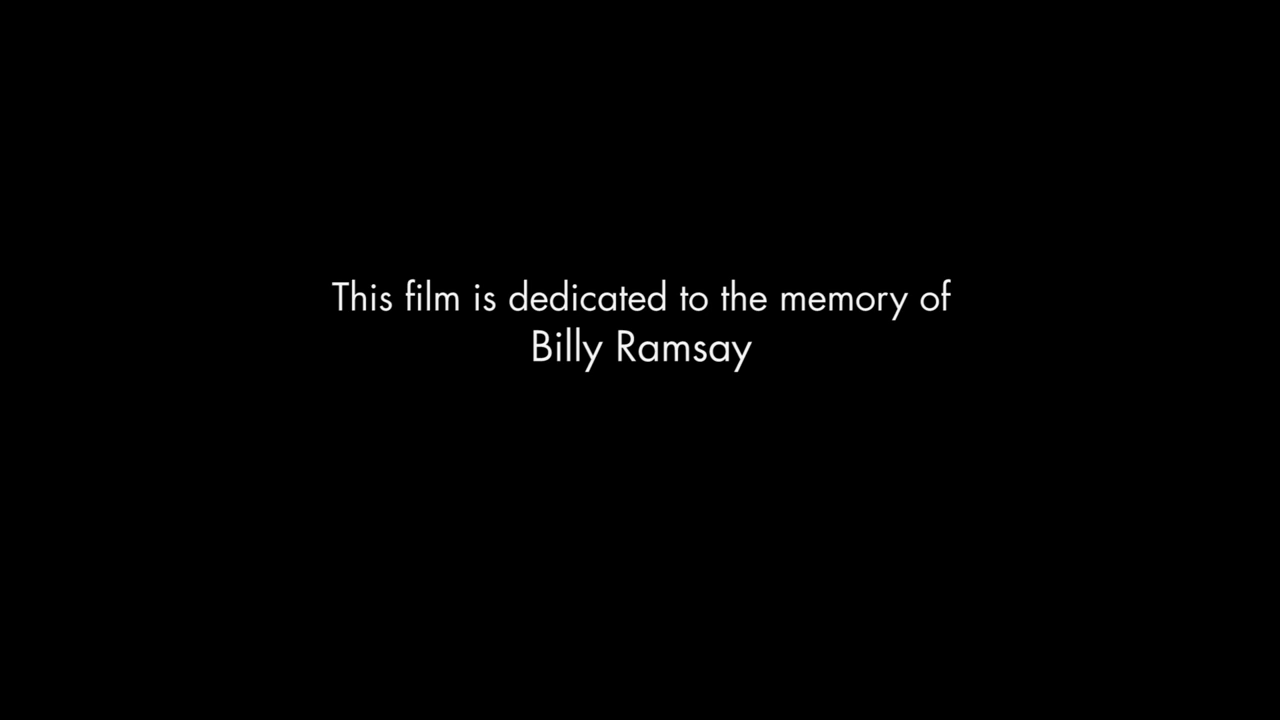 This film is dedicated to the memory of
Billy Ramsay